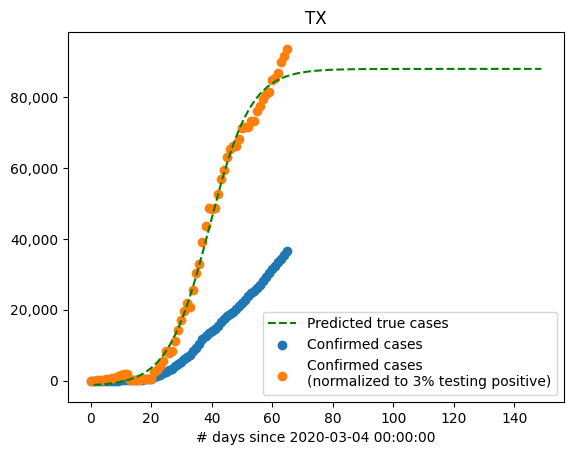 TX
80,000
60,000
40,000
20,000
0
Predicted true cases
Confirmed cases
Confirmed cases
(normalized to 3% testing positive)
0 20 40 60 80 100 120 140
# days since 2020-03-04 00:00:00